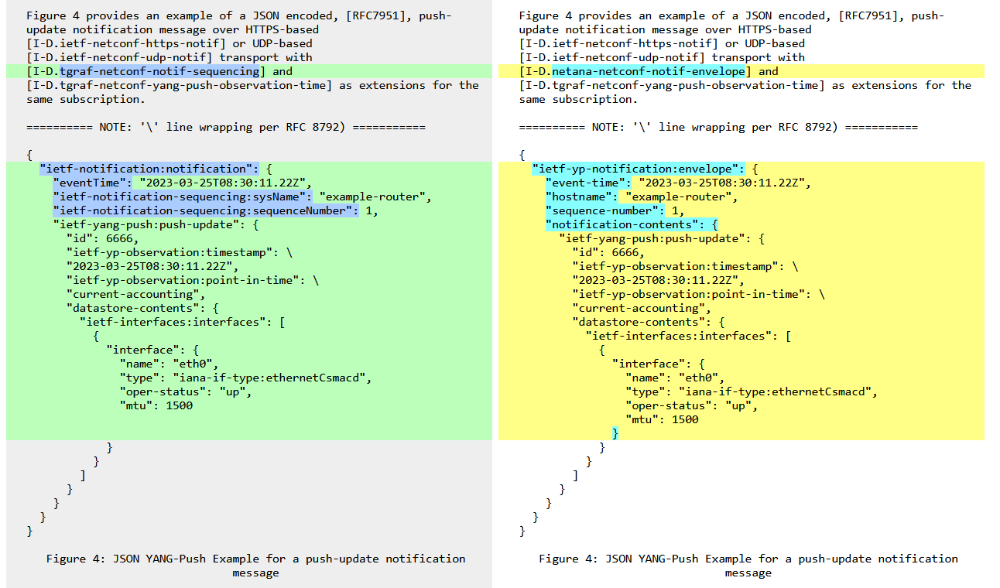 Figure 4 provides an example of a JSON encoded, [RFC7951], push-
update notification message over HTTPS-based
[I-D.ietf-netconf-https-notif] or UDP-based
[I-D.ietf-netconf-udp-notif] transport with
[I-D.tgraf-netconf-notif-sequencing] and
[I-D.tgraf-netconf-yang-push-observation-time] as extensions for the
same subscription.
========== NOTE: '\' line wrapping per RFC 8792) ===========
{
"ietf-notification:notification": {
"eventTime": "2023-03-25T08:30:11.22Z",
"ietf-notification-sequencing:sysName": "example-router",
"ietf-notification-sequencing:sequenceNumber": 1,
"ietf-yang-push:push-update": {
"id": 6666,
"ietf-yp-observation:timestamp": \
"2023-03-25T08:30:11.22Z",
"ietf-yp-observation:point-in-time": \
"current-accounting",
"datastore-contents": {
"ietf-interfaces:interfaces": [
{
"interface": {
"name": "eth0",
"type": "iana-if-type:ethernetCsmacd",
"oper-status": "up",
"mtu": 1500
}
}
]
}
}
}
}
Figure 4: JSON YANG-Push Example for a push-update notification
message
Figure 4 provides an example of a JSON encoded, [RFC7951], push-
update notification message over HTTPS-based
[I-D.ietf-netconf-https-notif] or UDP-based
[I-D.ietf-netconf-udp-notif] transport with
[I-D.netana-netconf-notif-envelope] and
[I-D.tgraf-netconf-yang-push-observation-time] as extensions for the
same subscription.
========== NOTE: '\' line wrapping per RFC 8792) ===========
{
"ietf-yp-notification:envelope": {
"event-time": "2023-03-25T08:30:11.22Z",
"hostname": "example-router",
"sequence-number": 1,
"notification-contents": {
"ietf-yang-push:push-update": {
"id": 6666,
"ietf-yp-observation:timestamp": \
"2023-03-25T08:30:11.22Z",
"ietf-yp-observation:point-in-time": \
"current-accounting",
"datastore-contents": {
"ietf-interfaces:interfaces": [
{
"interface": {
"name": "eth0",
"type": "iana-if-type:ethernetCsmacd",
"oper-status": "up",
"mtu": 1500
}
}
}
]
}
}
}
}
Figure 4: JSON YANG-Push Example for a push-update notification
message